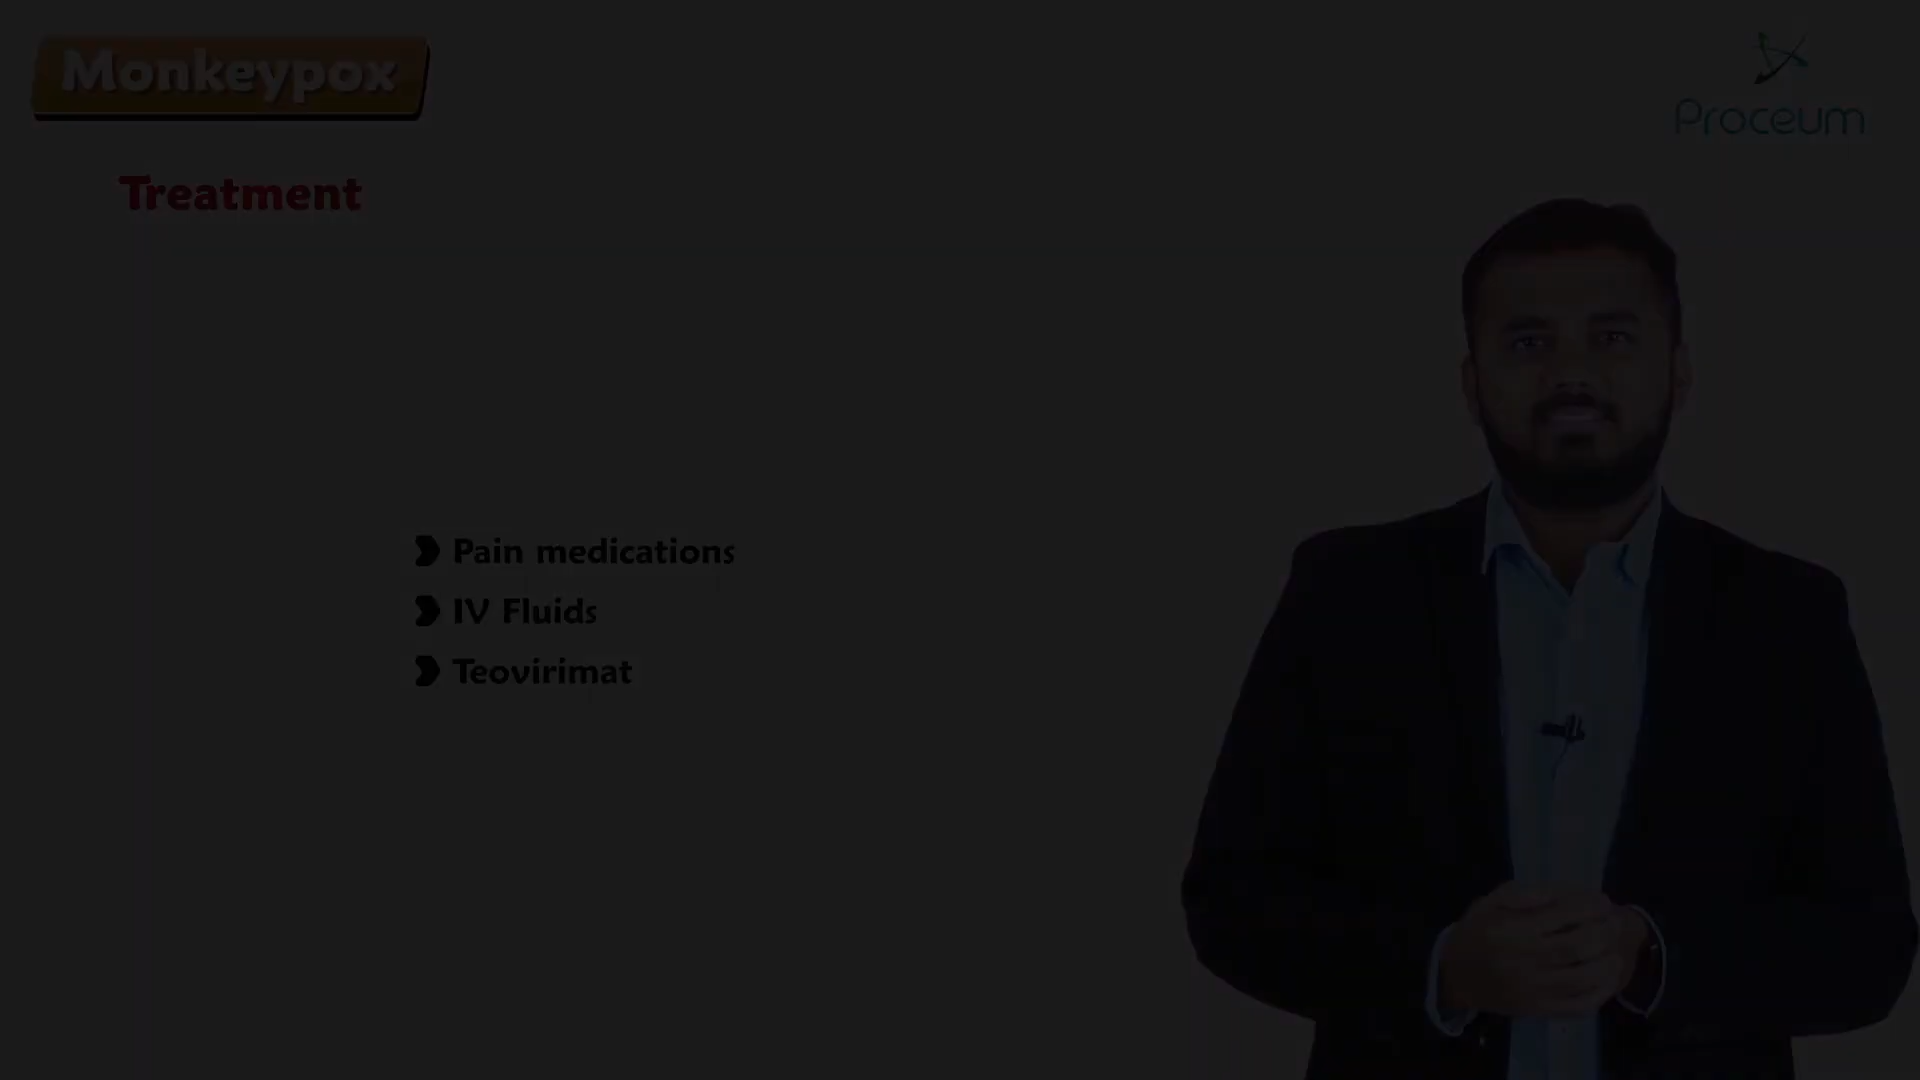 Monkeypox
Proceum
Treatment
Pain medications
IV Fluids
Teovirimat